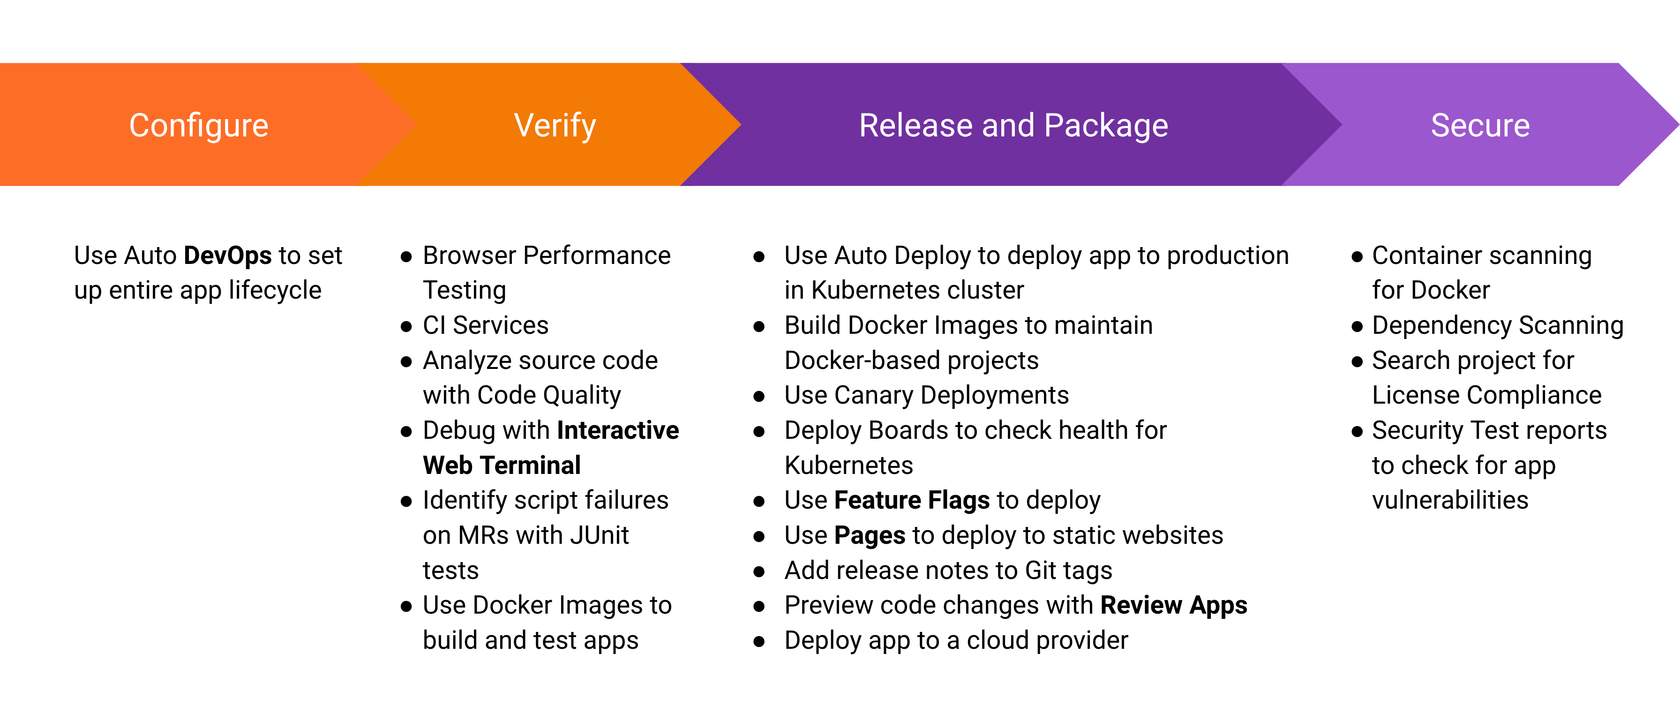 Configure
Verify
Release and Package
Secure
Use Auto DevOps to set
up entire app lifecycle
● Browser Performance
Testing
● CI Services
● Analyze source code
with Code Quality
● Debug with Interactive
Web Terminal
● Identify script failures
on MRs with JUnit
tests
● Use Docker Images to
build and test apps
● Use Auto Deploy to deploy app to production
in Kubernetes cluster
● Build Docker Images to maintain
Docker-based projects
● Use Canary Deployments
● Deploy Boards to check health for
Kubernetes
● Use Feature Flags to deploy
● Use Pages to deploy to static websites
● Add release notes to Git tags
● Preview code changes with Review Apps
● Deploy app to a cloud provider
● Container scanning
for Docker
● Dependency Scanning
● Search project for
License Compliance
● Security Test reports
to check for app
vulnerabilities